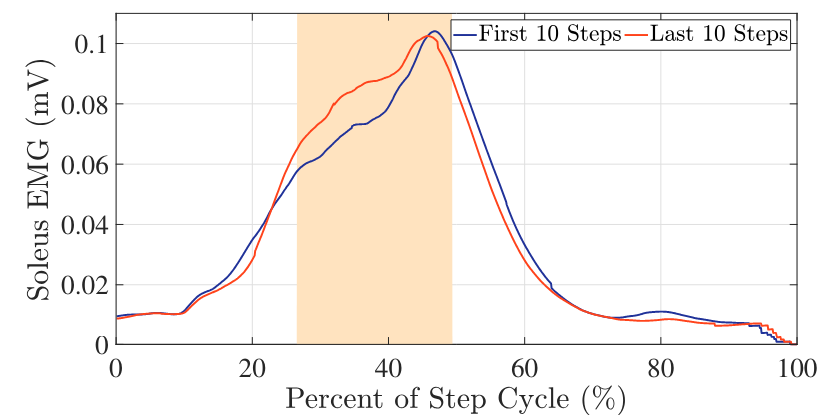 First 10 Steps Last 10 Steps
0.1
0.08
0.06
0.04
0.02
0
Soleus EMG (mV)
0 20 40 60 80 100
Percent of Step Cycle (%)